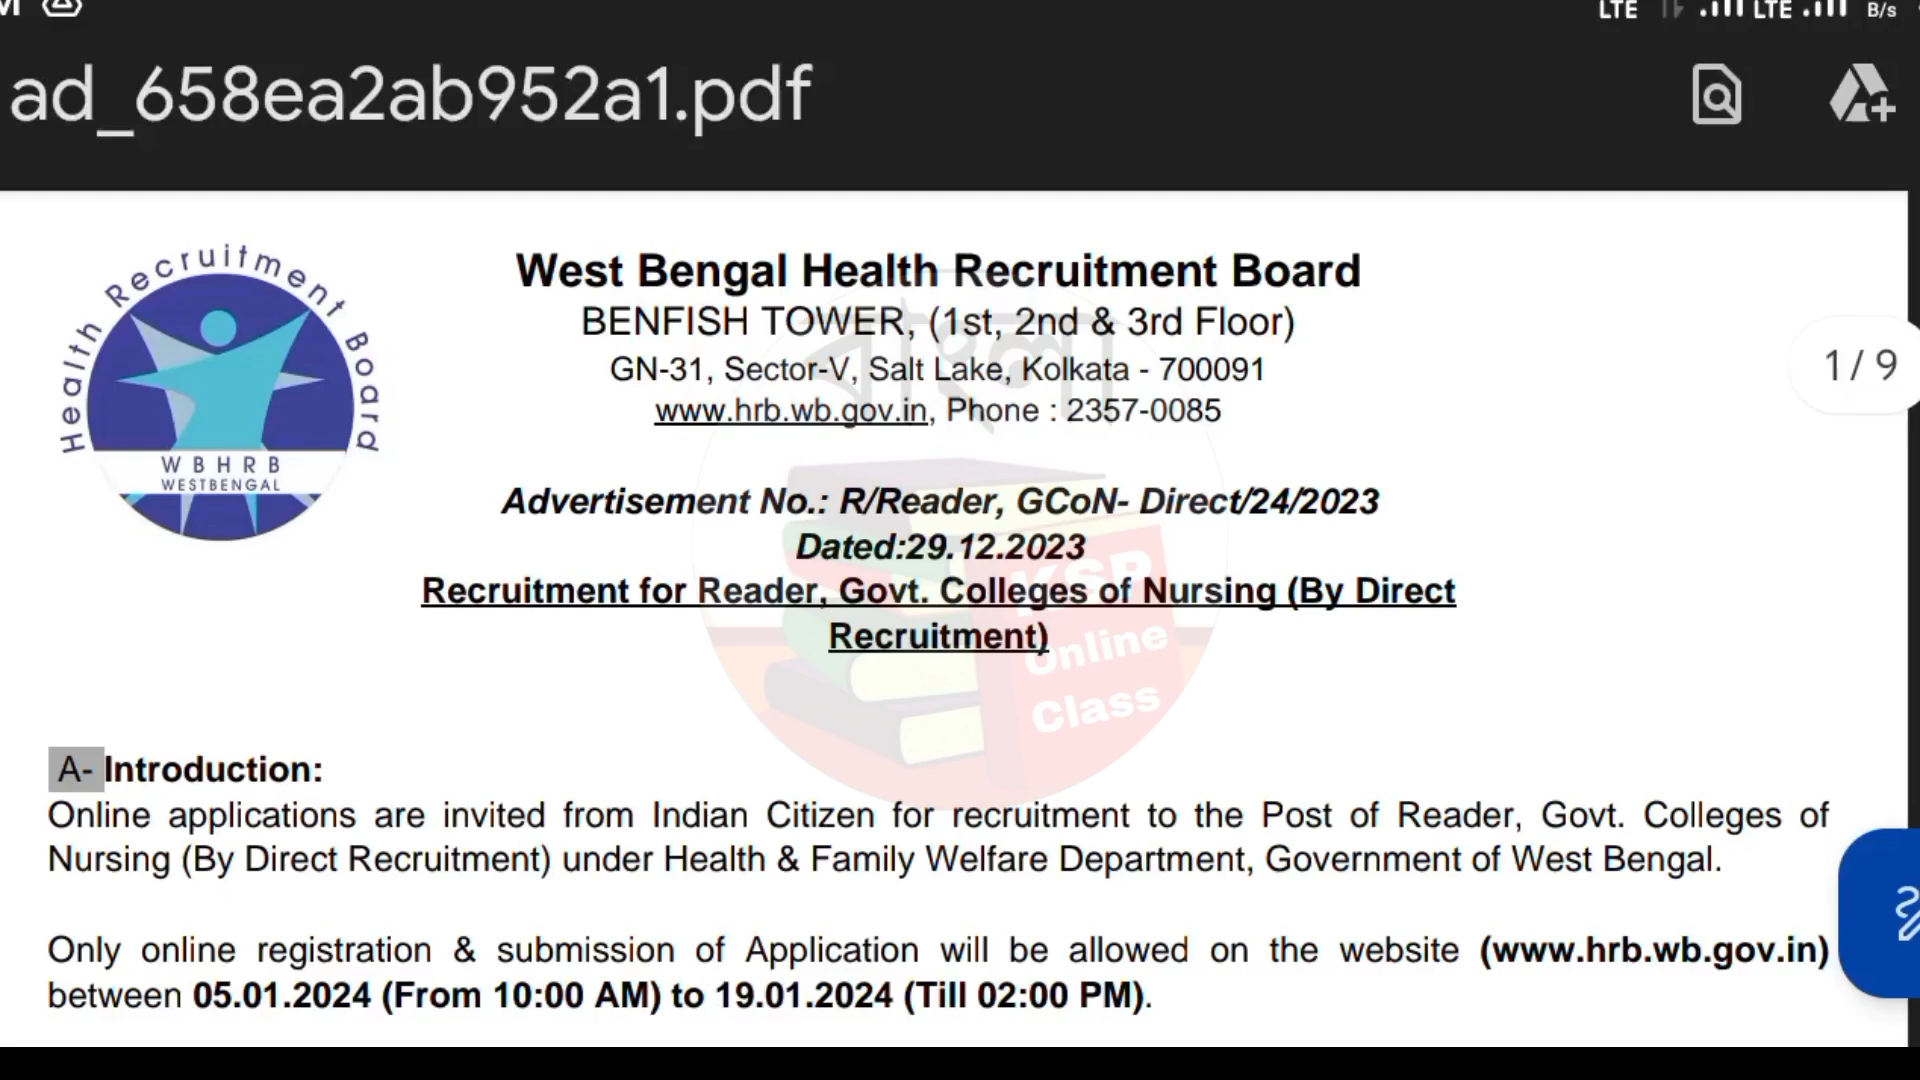 LTE LTE B/s
ad_658ea2ab952a1.pdf
Health Recruitment Board
WBHRB
WESTBENGAL
West Bengal Health Recruitment Board
BENFISH TOWER, (1st, 2nd & 3rd Floor)
GN-31, Sector-V, Salt Lake, Kolkata - 700091
www.hrb.wb.gov.in, Phone : 2357-0085
1 / 9
বাংলা
Advertisement No.: R/Reader, GCoN- Direct/24/2023
Dated:29.12.2023
Recruitment for Reader, Govt. Colleges of Nursing (By Direct
Recruitment)
KSP
Online
Class
A- Introduction:
Online applications are invited from Indian Citizen for recruitment to the Post of Reader, Govt. Colleges of
Nursing (By Direct Recruitment) under Health & Family Welfare Department, Government of West Bengal.
Only online registration & submission of Application will be allowed on the website (www.hrb.wb.gov.in)
between 05.01.2024 (From 10:00 AM) to 19.01.2024 (Till 02:00 PM).